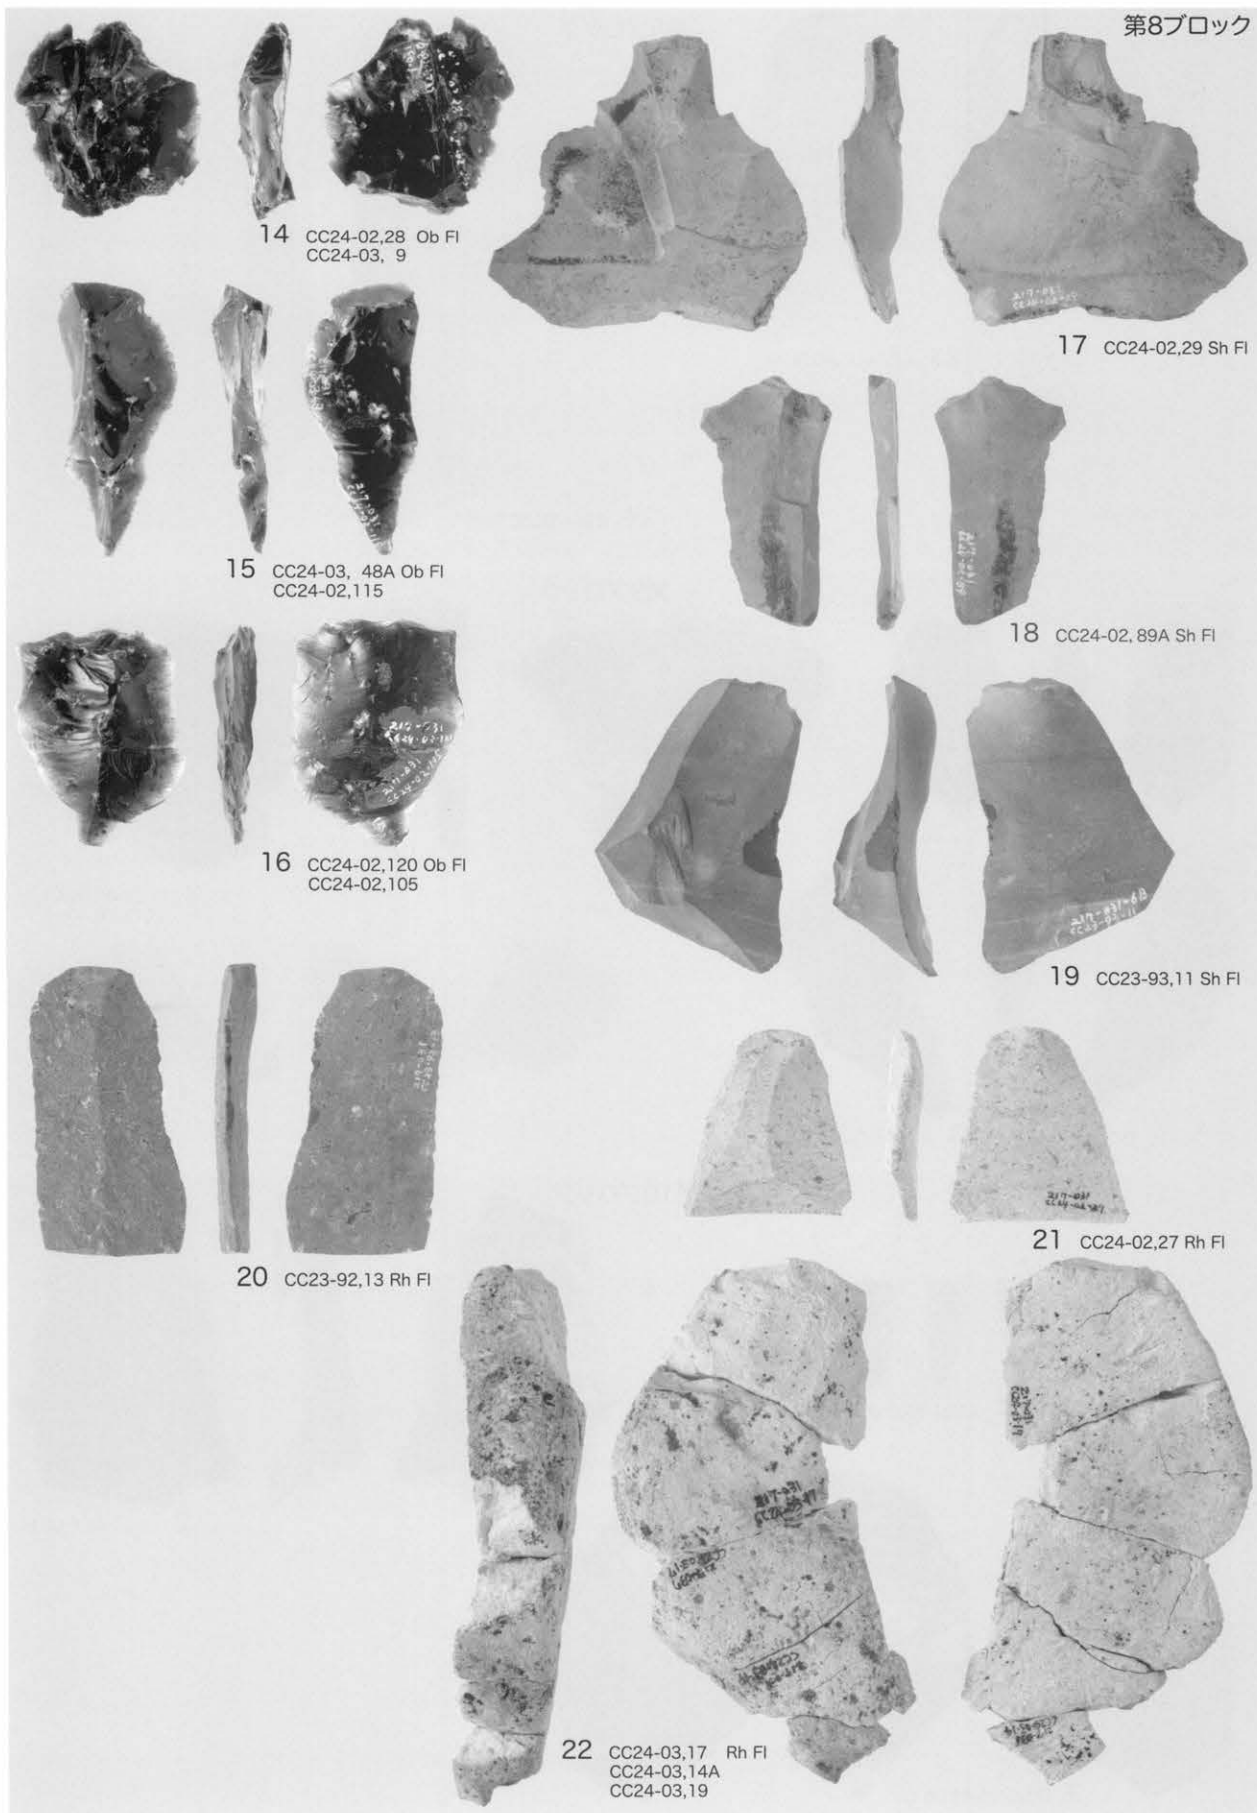 第8ブロック
14 CC24-02,28 Ob Fl
CC24-03, 9
15 CC24-03, 48A Ob Fl
CC24-02,115
16 CC24-02,120 Ob Fl
CC24-02,105
17 CC24-02,29 Sh Fl
18 CC24-02,89A Sh Fl
19 CC23-93,11 Sh Fl
20 CC23-92,13 Rh Fl
21 CC24-02,27 Rh Fl
22 CC24-03,17 Rh Fl
CC24-03,14A
CC24-03,19